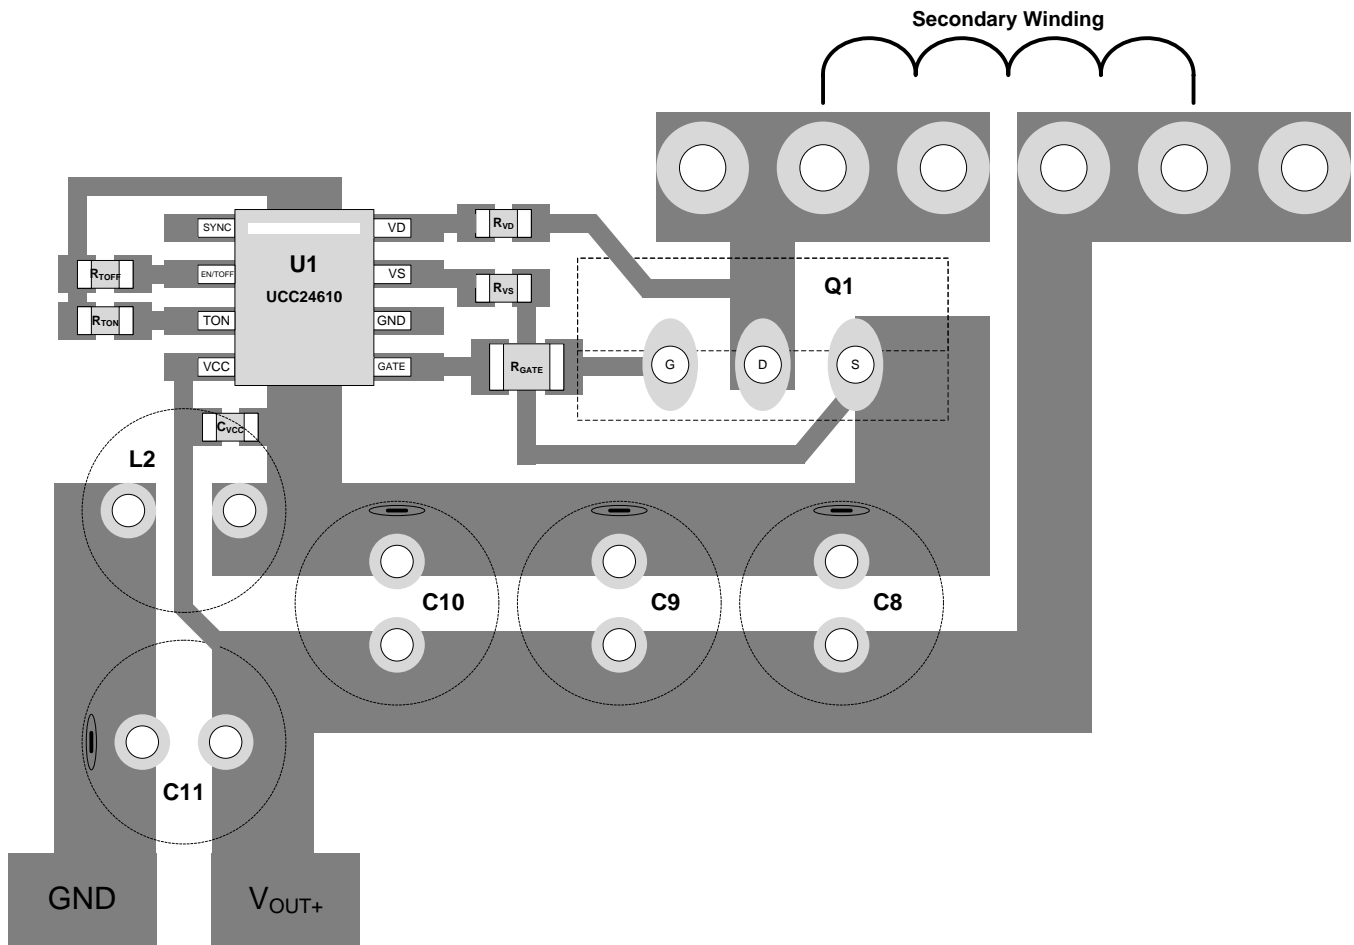 Secondary Winding
SYNC
VD
R_VD
U1
UCC24610
R_TOFF
EN/TOFF
VS
R_VS
Q1
R_TON
TON
GND
VCC
GATE
R_GATE
G
D
S
C_VCC
L2
C10
C9
C8
C11
GND
V_OUT+